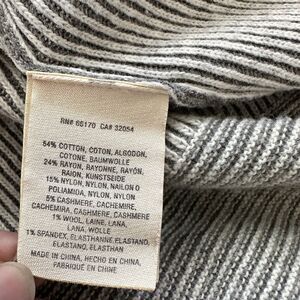 RN# 66170 CA# 32054
54% COTTON, COTON, ALGODON,
COTONE, BAUMWOLLE
24% RAYON, RAYONNE, RAYÓN,
RAION, KUNSTSEIDE
15% NYLON, NYLON, NAILON O
POLIAMIDA, NYLON, NYLON
5% CASHMERE, CACHEMIRE,
CACHEMIRA, CASHMERE, CASHMERE
1% WOOL, LAINE, LANA,
LANA, WOLLE
1% SPANDEX, ELASTHANNE, ELASTANO,
ELASTAN, ELASTHAN
MADE IN CHINA, HECHO EN CHINA,
FABRIQUÉ EN CHINE